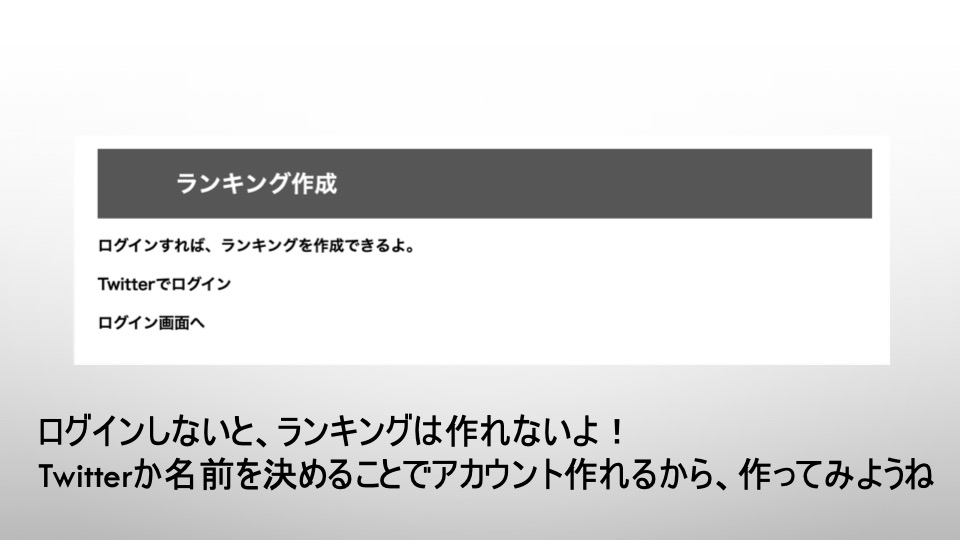 ランキング作成
ログインすれば、ランキングを作成できるよ。
Twitterでログイン
ログイン画面へ
ログインしないと、ランキングは作れないよ！
Twitterか名前を決めることでアカウント作れるから、作ってみようね